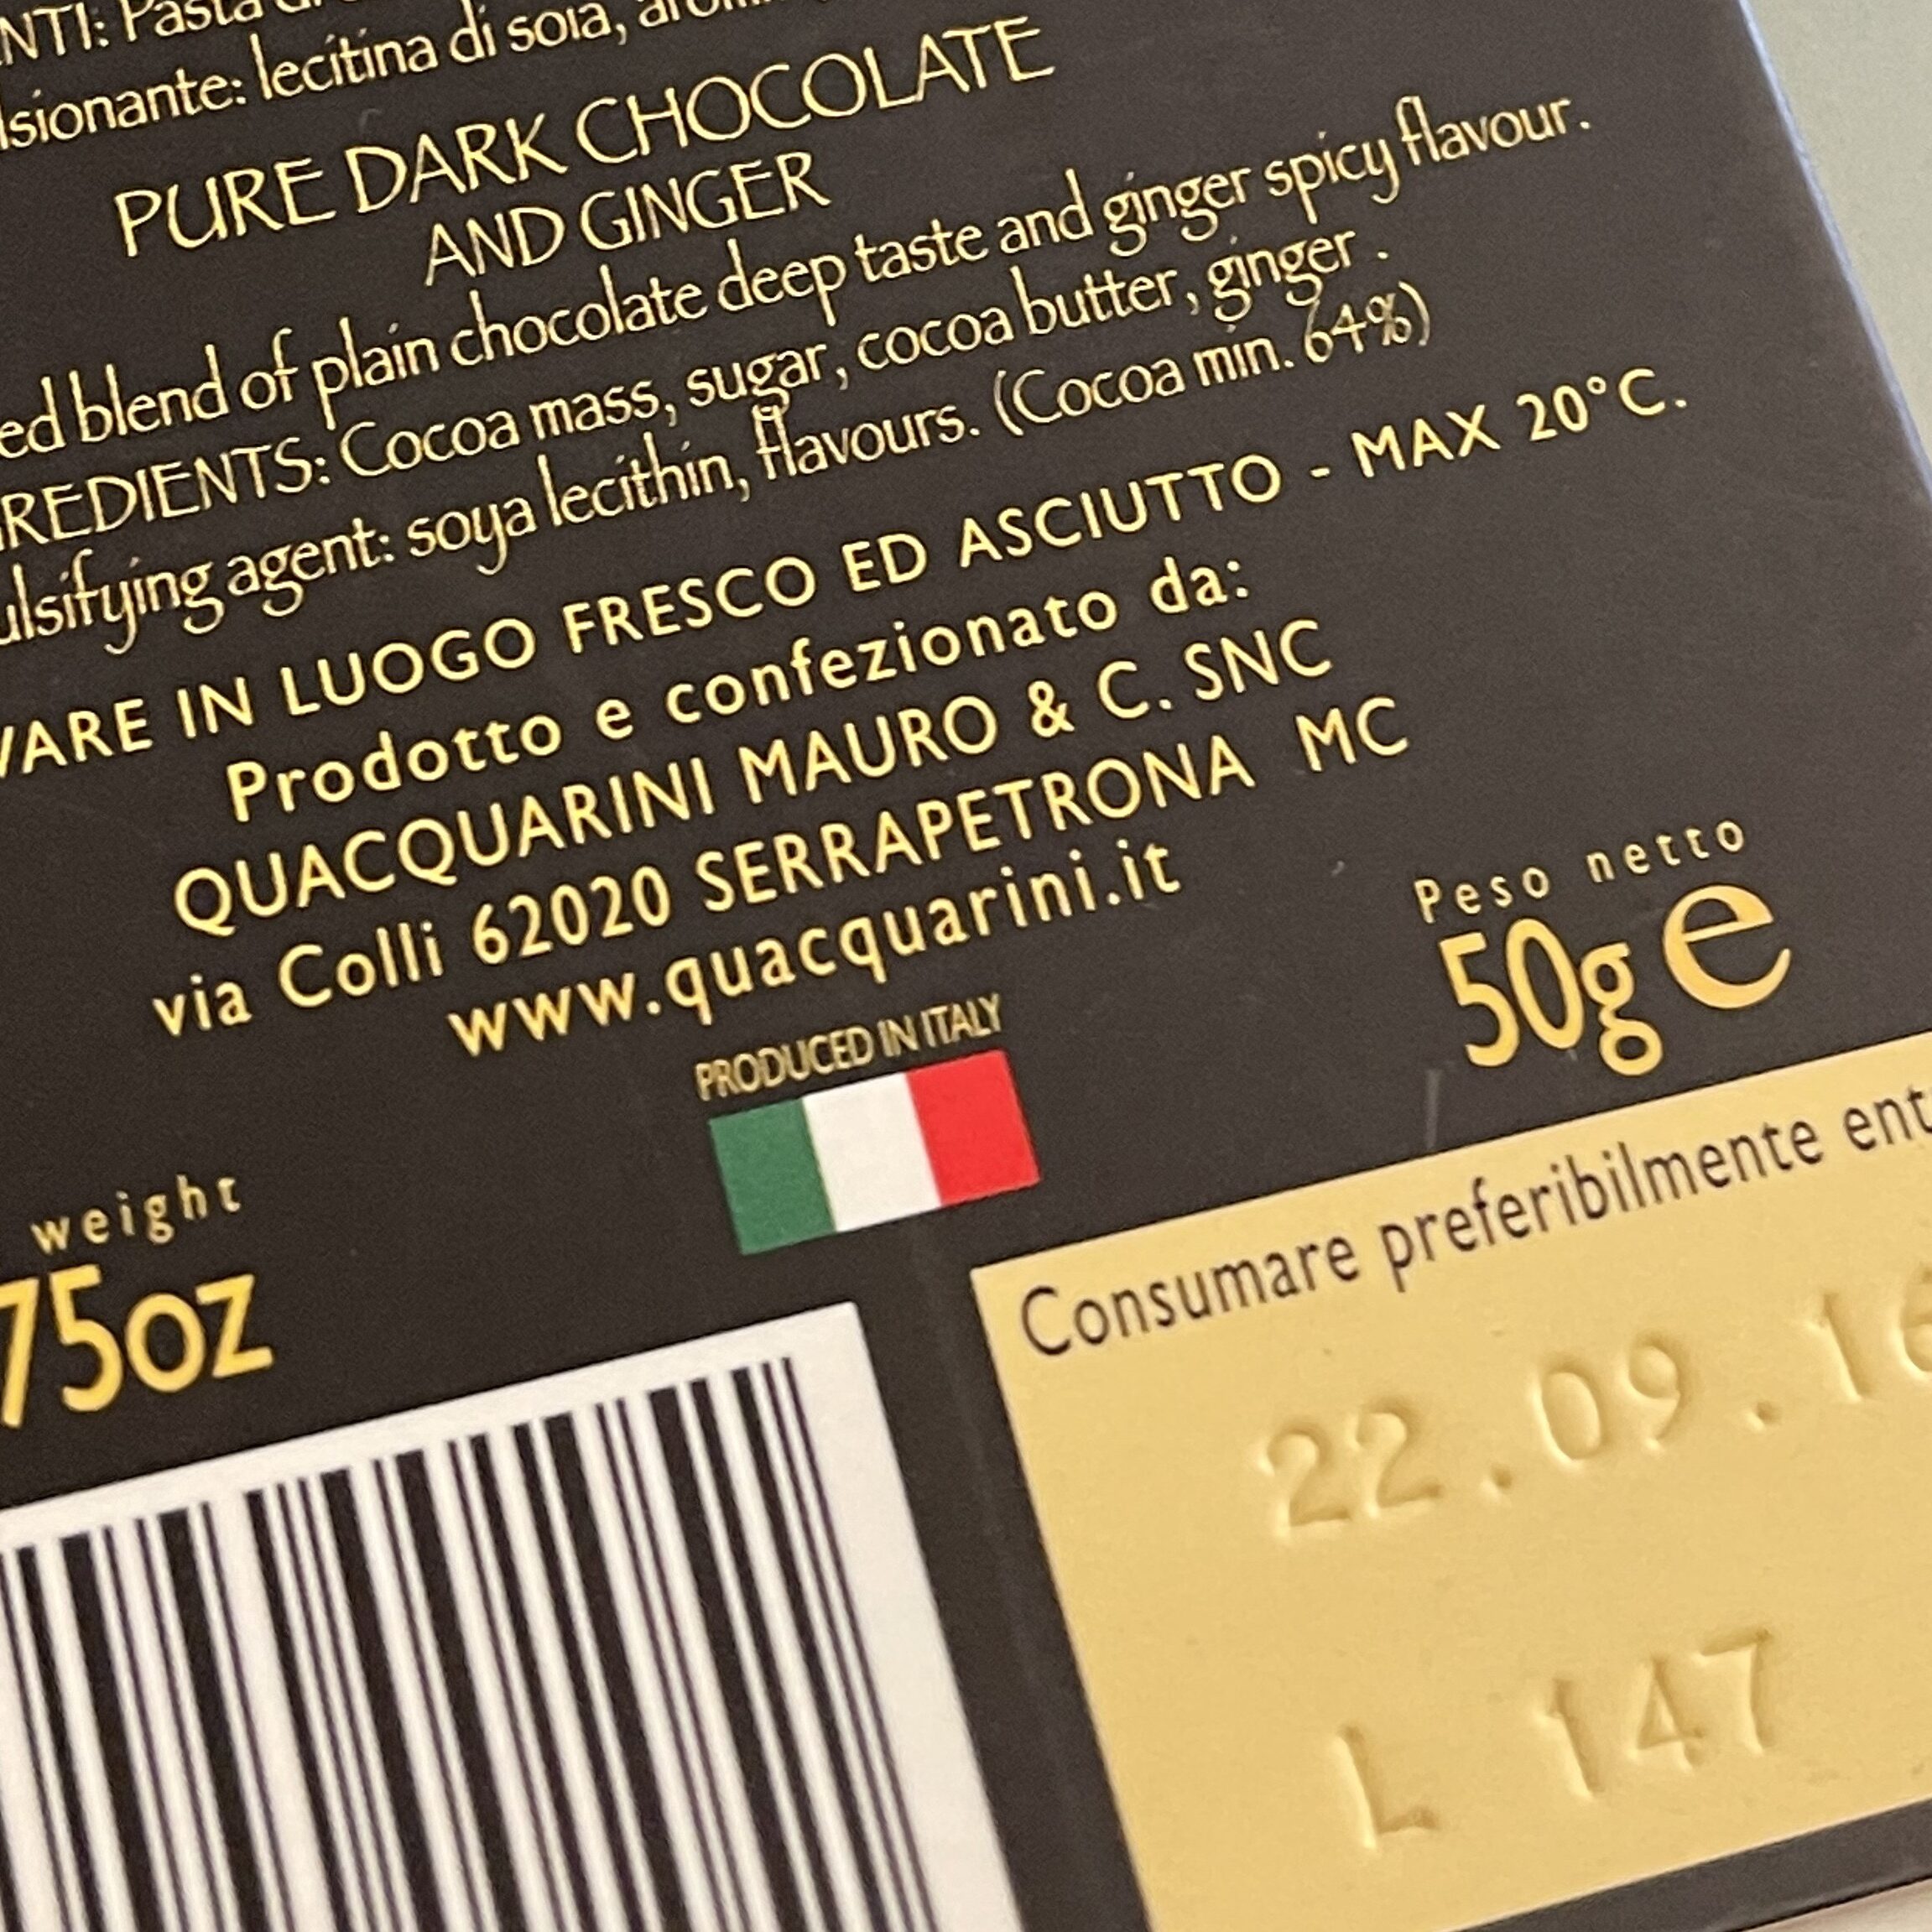 NTI: Pasta
lsionante: lecitina di soia,
PURE DARK CHOCOLATE
AND GINGER
ed blend of plain chocolate deep taste and ginger spicy flavour.
REDIENTS: Cocoa mass, sugar, cocoa butter, ginger .
ulsifying agent: soya lecithin, flavours. (Cocoa min. 64%)
VARE IN LUOGO FRESCO ED ASCIUTTO - MAX 20°C.
Prodotto e confezionato da:
QUACQUARINI MAURO & C. SNC
via Colli 62020 SERRAPETRONA MC
www.quacquarini.it
PRODUCED IN ITALY
Peso netto
50g e
weight
75oz
Consumare preferibilmente ent
22.09.16
L 147